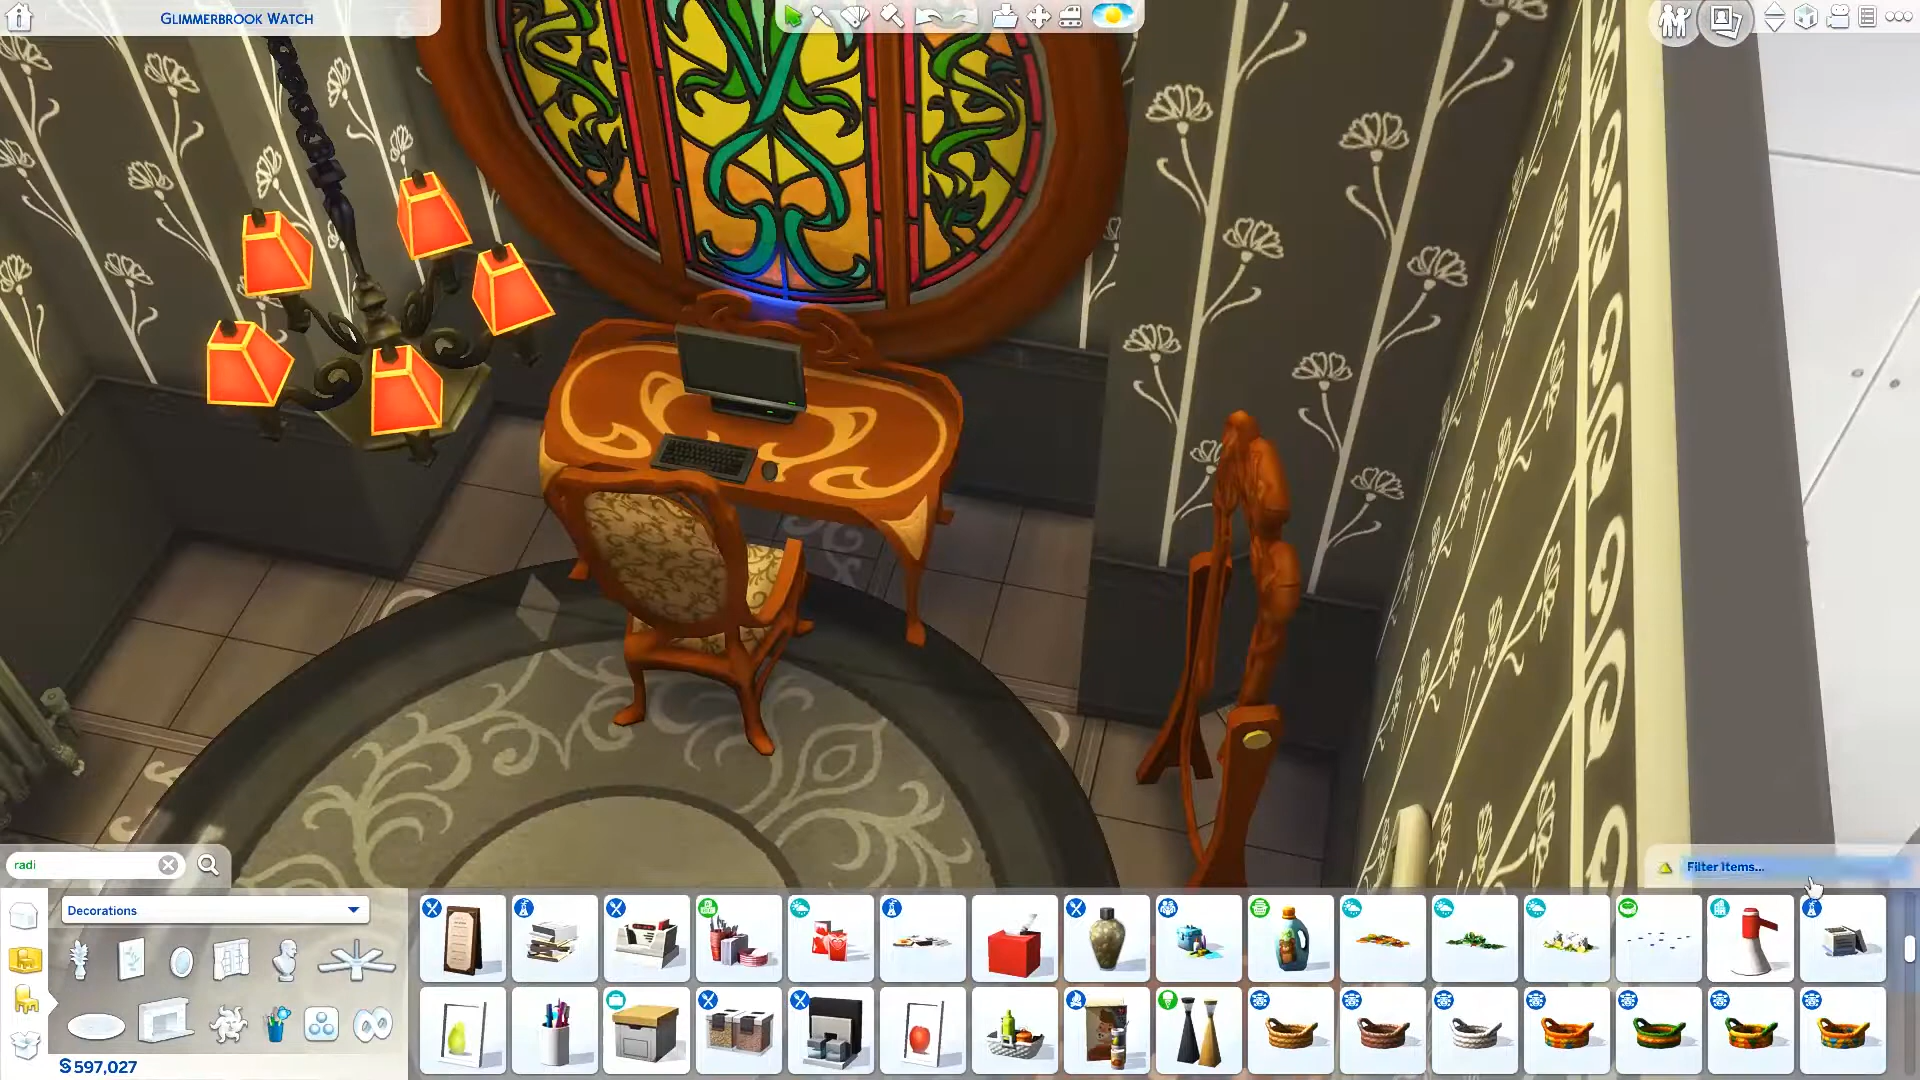 Glimmerbrook Watch
radi
Filter Items...
Decorations
§597,027